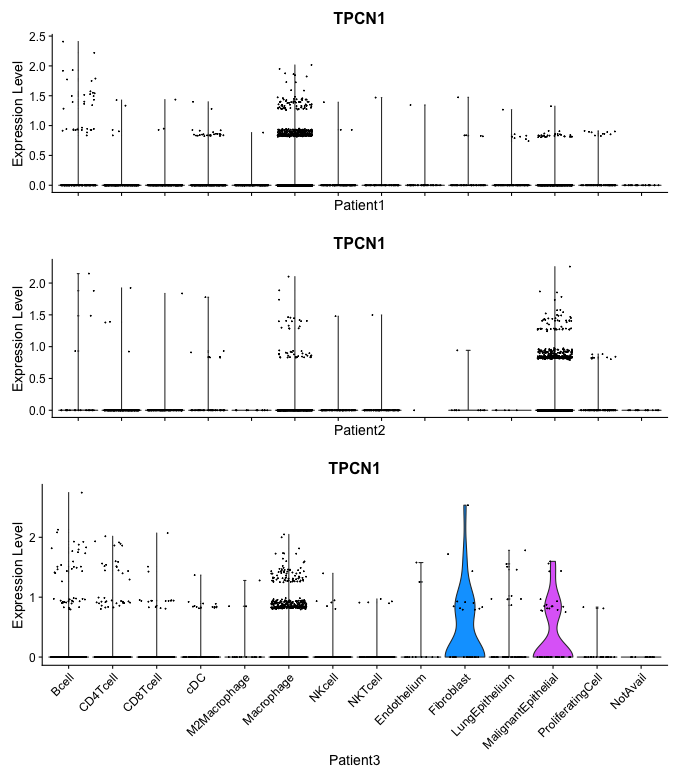 TPCN1
Expression Level
2.5
2.0
1.5
1.0
0.5
0.0
Patient1
TPCN1
Expression Level
2.0
1.5
1.0
0.5
0.0
Patient2
TPCN1
Expression Level
2
1
0
Bcell
CD4Tcell
CD8Tcell
cDC
M2Macrophage
Macrophage
NKcell
NKTcell
Endothelium
Fibroblast
LungEpithelium
MalignantEpithelial
ProliferatingCell
NotAvail
Patient3